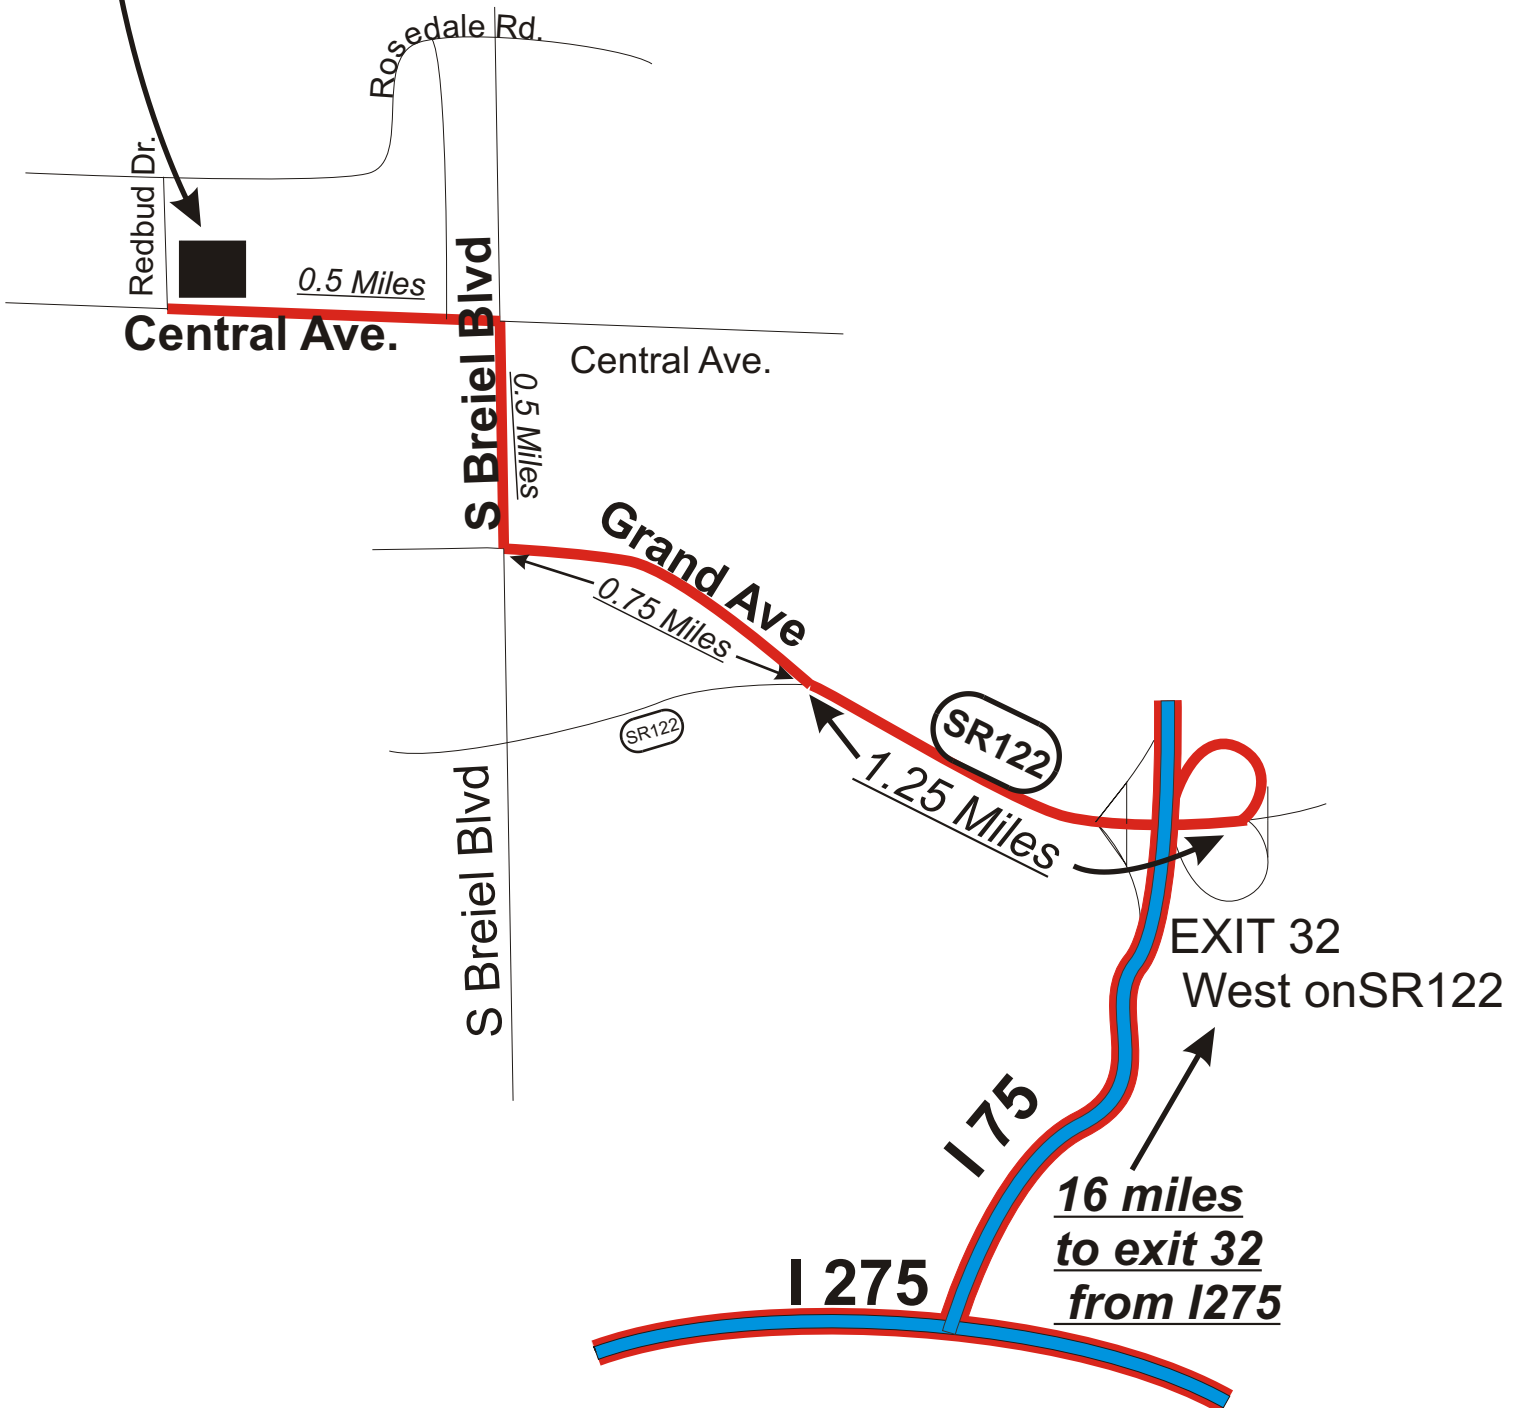 Rosedale Rd.
Redbud Dr.
0.5 Miles
Central Ave.
S Breiel Blvd
Central Ave.
0.5 Miles
Grand Ave
0.75 Miles
SR122
SR122
1.25 Miles
S Breiel Blvd
EXIT 32
West onSR122
I 75
16 miles
to exit 32
from I275
I 275